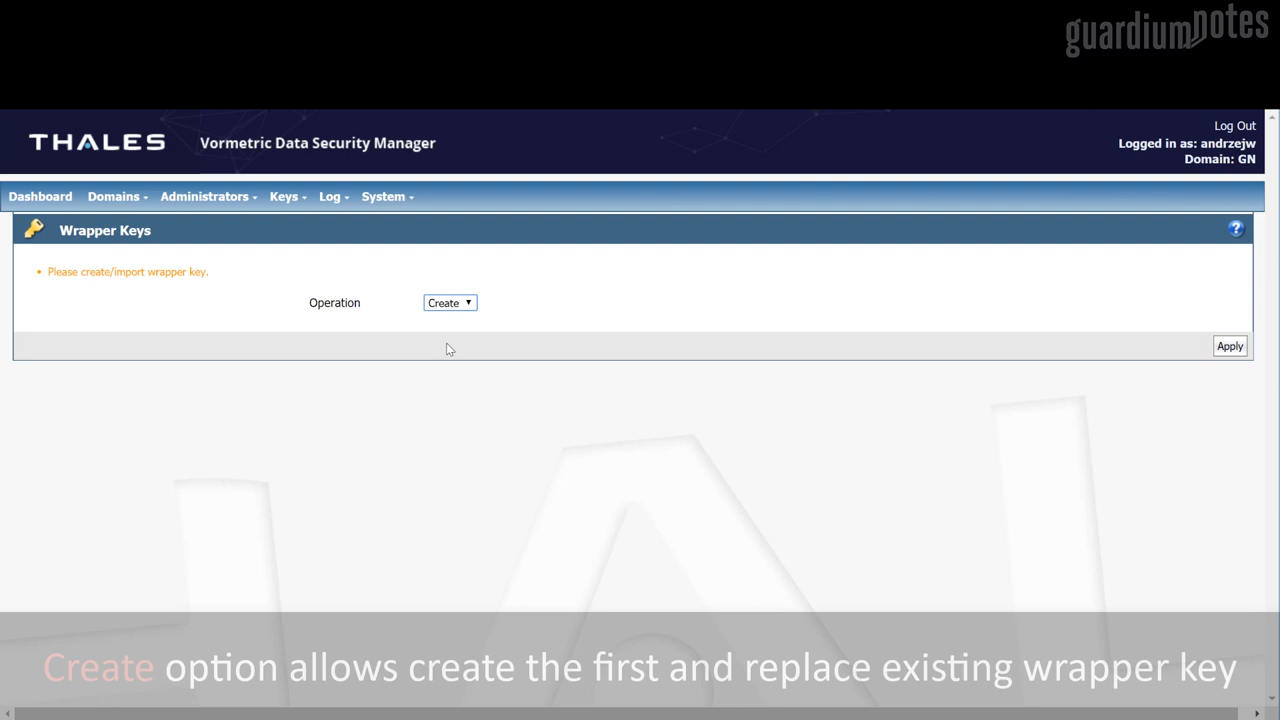 guardiumnotes
Log Out
THALES
Vormetric Data Security Manager
Logged in as: andrzejw
Domain: GN
Dashboard Domains Administrators Keys Log System
Wrapper Keys
?
• Please create/import wrapper key.
Operation Create
Apply
Create option allows create the first and replace existing wrapper key